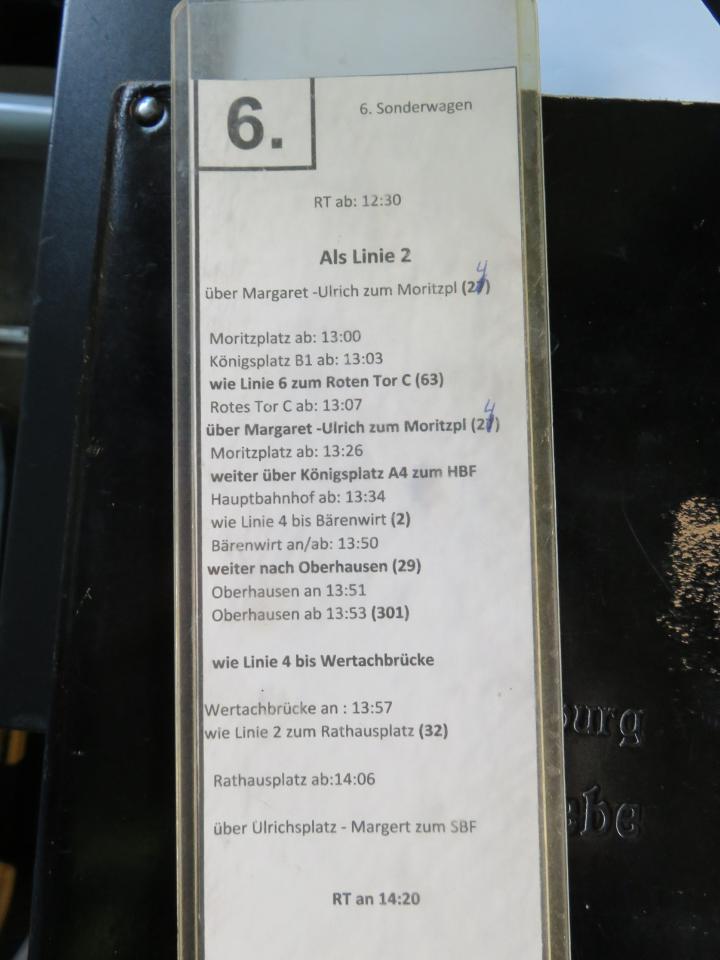 6.
6. Sonderwagen
RT ab: 12:30
Als Linie 2
über Margaret -Ulrich zum Moritzpl (24)
Moritzplatz ab: 13:00
Königsplatz B1 ab: 13:03
wie Linie 6 zum Roten Tor C (63)
Rotes Tor C ab: 13:07
über Margaret -Ulrich zum Moritzpl (24)
Moritzplatz ab: 13:26
weiter über Königsplatz A4 zum HBF
Hauptbahnhof ab: 13:34
wie Linie 4 bis Bärenwirt (2)
Bärenwirt an/ab: 13:50
weiter nach Oberhausen (29)
Oberhausen an 13:51
Oberhausen ab 13:53 (301)
wie Linie 4 bis Wertachbrücke
Wertachbrücke an : 13:57
wie Linie 2 zum Rathausplatz (32)
Rathausplatz ab:14:06
über Ulrichsplatz - Margert zum SBF
RT an 14:20
urg
ebe